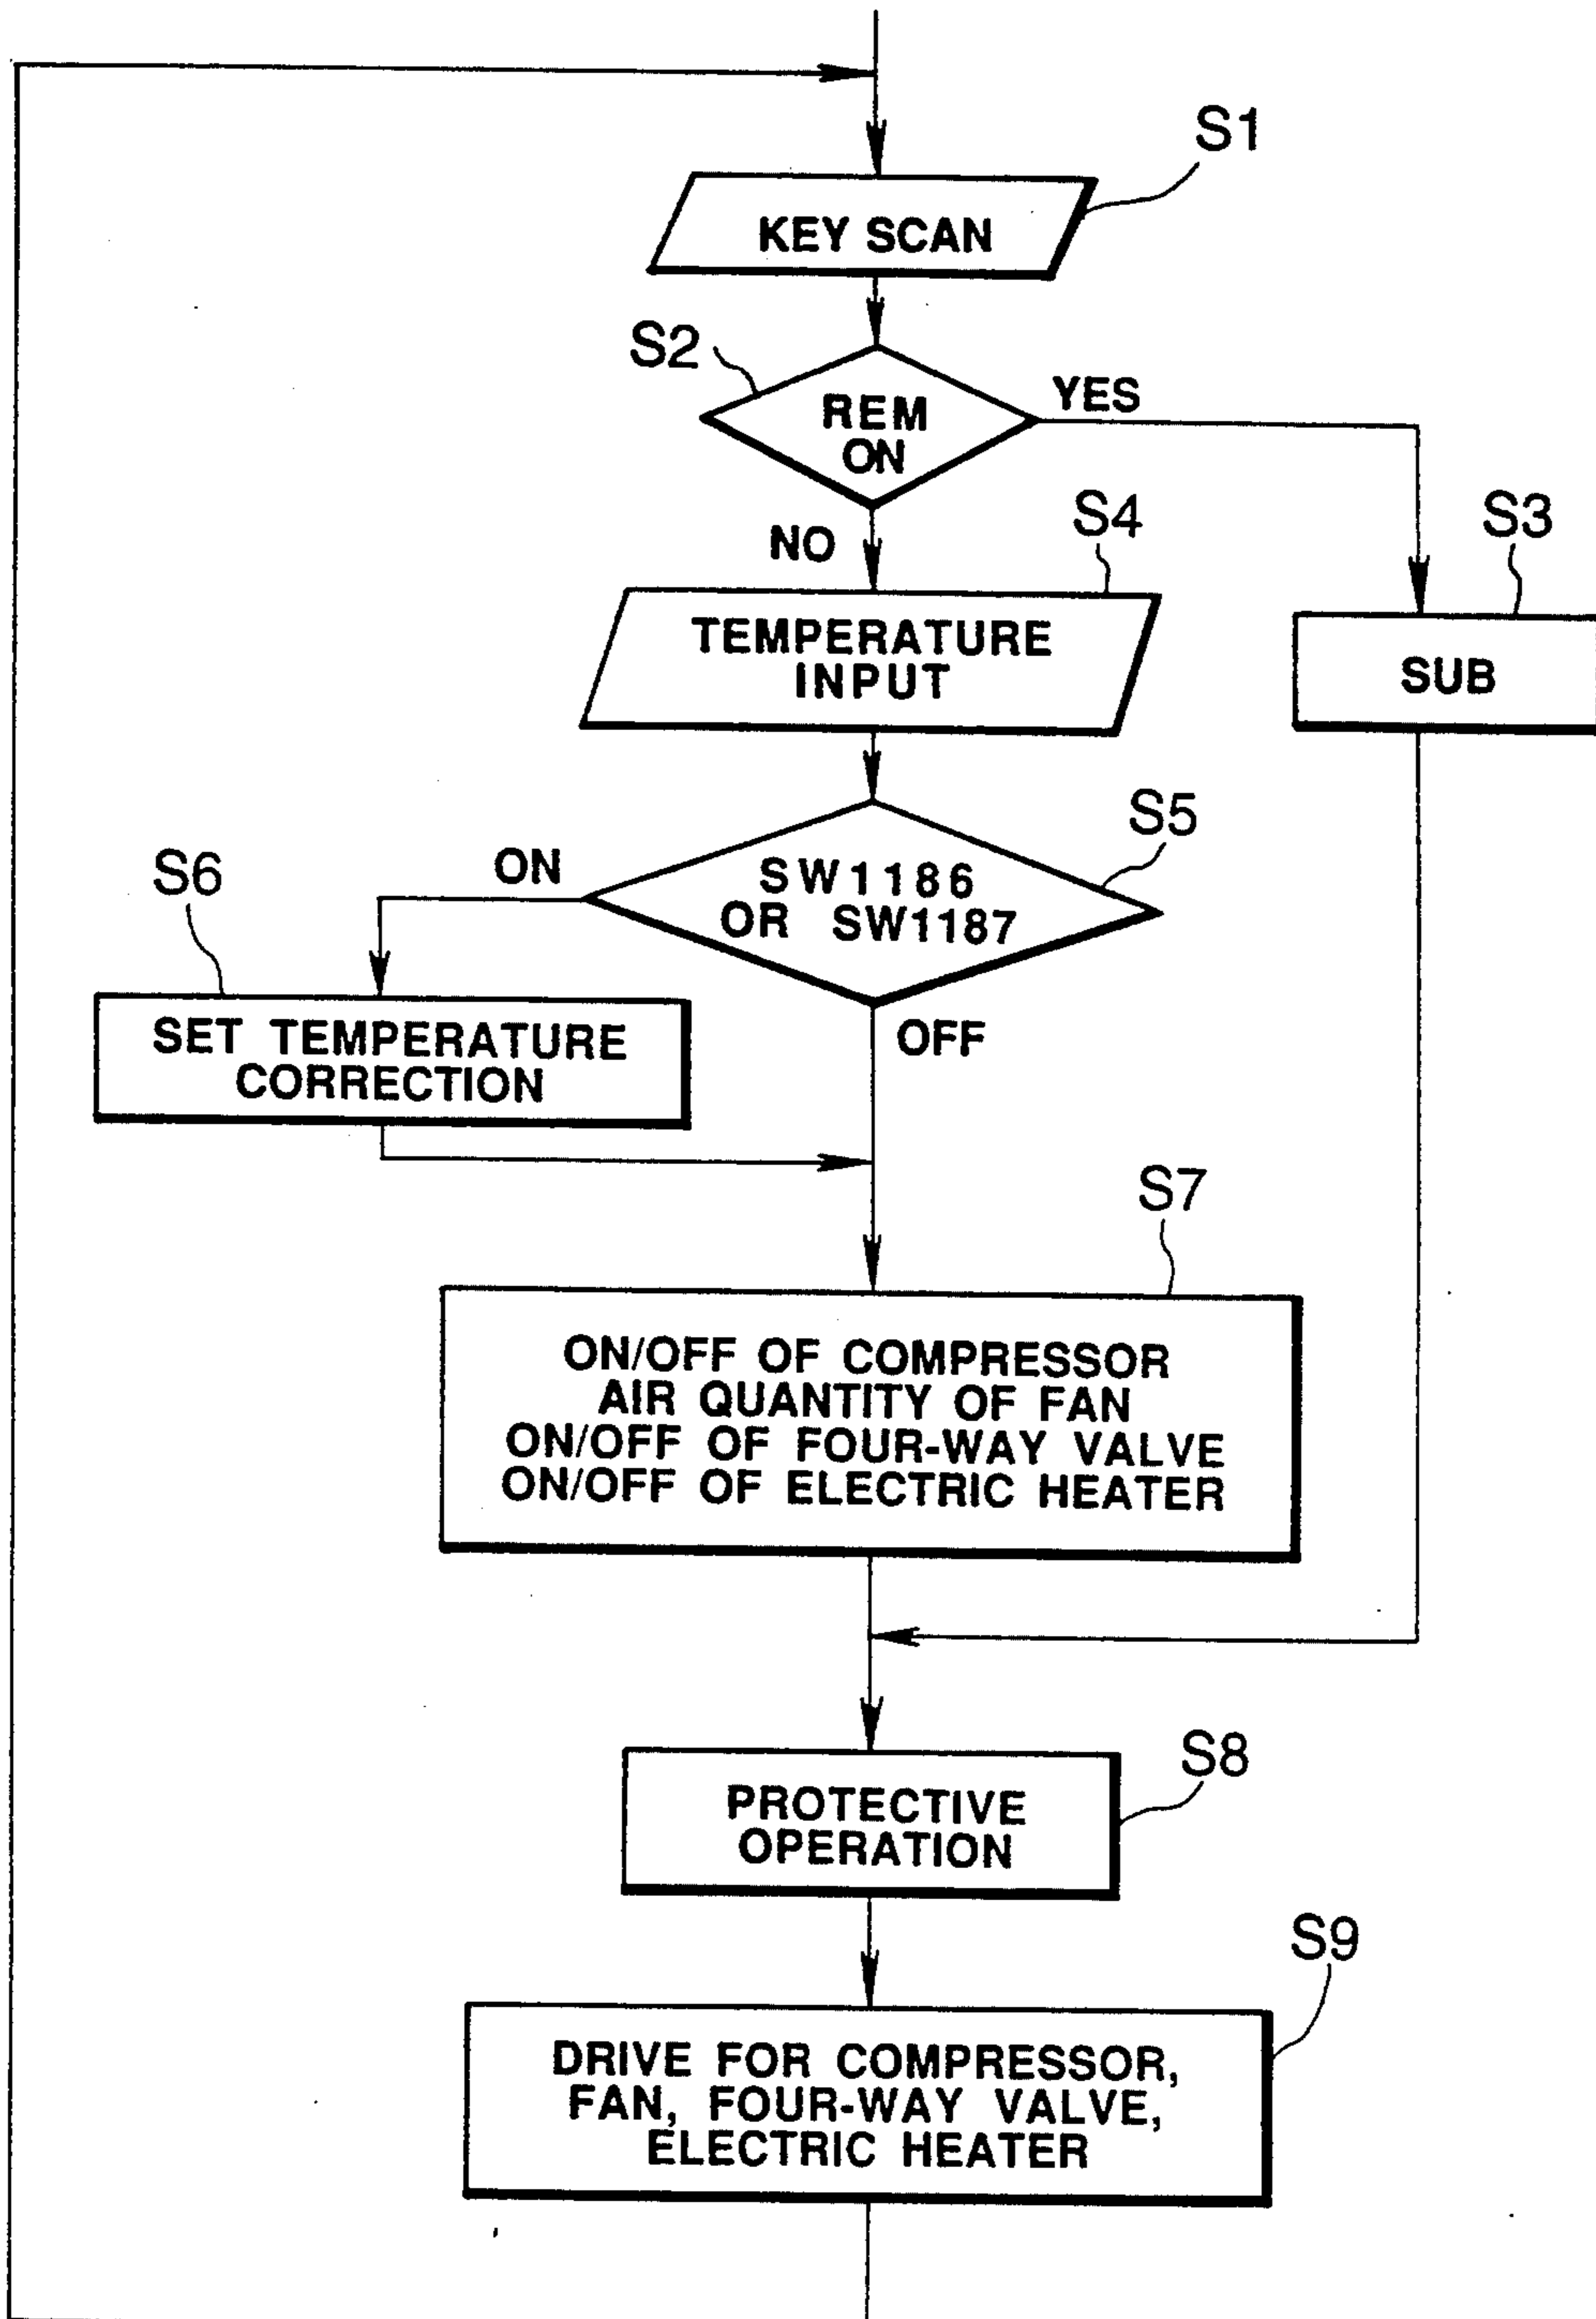 S1
KEY SCAN
S2
REM
ON
YES
NO
S4
S3
TEMPERATURE
INPUT
SUB
S5
ON
SW1186
OR SW1187
S6
OFF
SET TEMPERATURE
CORRECTION
S7
ON/OFF OF COMPRESSOR
AIR QUANTITY OF FAN
ON/OFF OF FOUR-WAY VALVE
ON/OFF OF ELECTRIC HEATER
S8
PROTECTIVE
OPERATION
S9
DRIVE FOR COMPRESSOR,
FAN, FOUR-WAY VALVE,
ELECTRIC HEATER